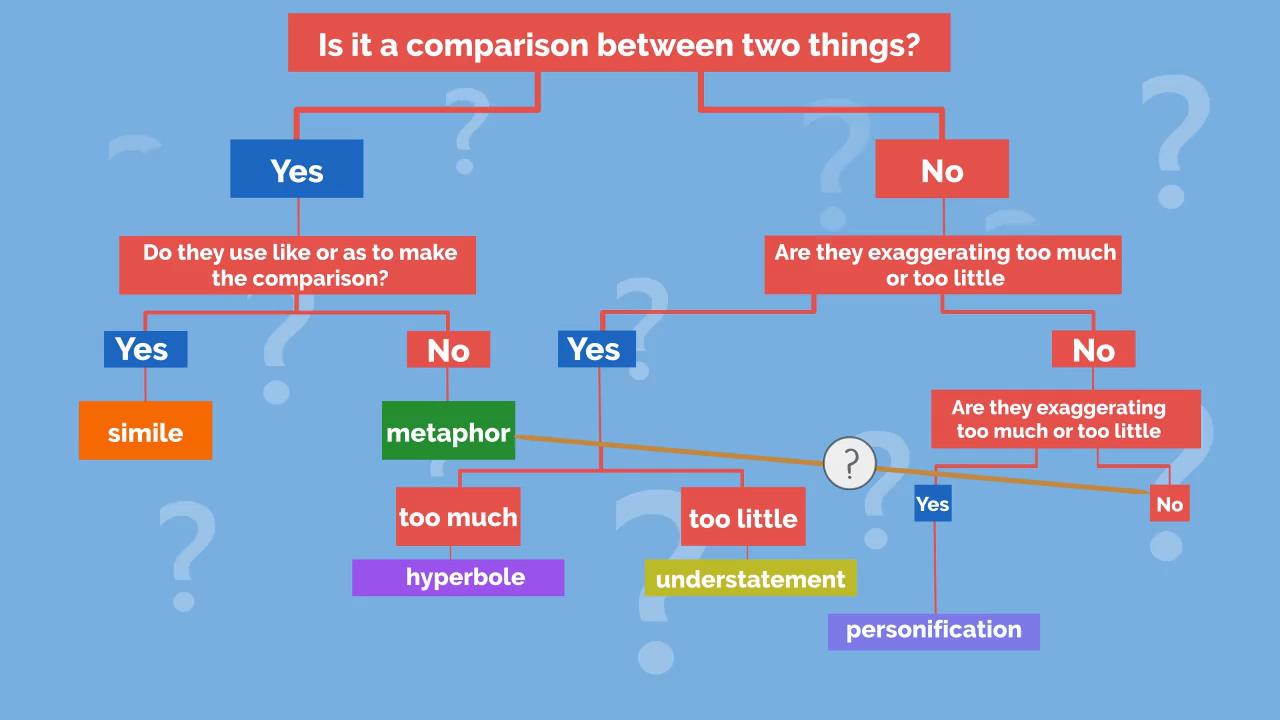 Is it a comparison between two things?
Yes
No
Do they use like or as to make
the comparison?
Are they exaggerating too much
or too little
Yes
No
Yes
No
simile
metaphor
Are they exaggerating
too much or too little
?
Yes
No
too much
too little
hyperbole
understatement
personification